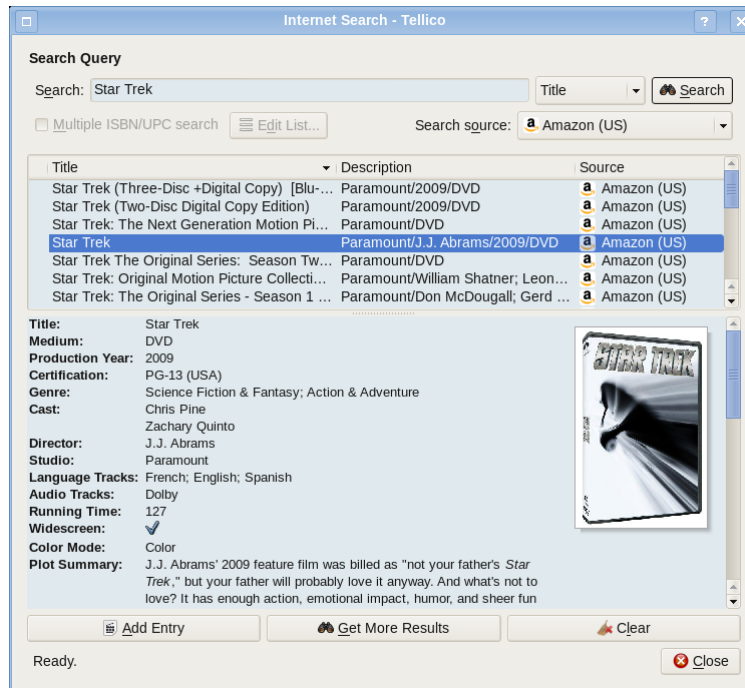 Internet Search - Tellico
Search Query
Search: Star Trek Title Search
Multiple ISBN/UPC search Edit List... Search source: Amazon (US)
Title Description Source
Star Trek (Three-Disc +Digital Copy) [Blu-... Paramount/2009/DVD Amazon (US)
Star Trek (Two-Disc Digital Copy Edition) Paramount/2009/DVD Amazon (US)
Star Trek: The Next Generation Motion Pi... Paramount/DVD Amazon (US)
Star Trek Paramount/J.J. Abrams/2009/DVD Amazon (US)
Star Trek The Original Series: Season Tw... Paramount/DVD Amazon (US)
Star Trek: Original Motion Picture Collecti... Paramount/William Shatner; Leon... Amazon (US)
Star Trek: The Original Series - Season 1 ... Paramount/Don McDougall; Gerd ... Amazon (US)
Title: Star Trek
Medium: DVD
Production Year: 2009
Certification: PG-13 (USA)
Genre: Science Fiction & Fantasy; Action & Adventure
Cast: Chris Pine
Zachary Quinto
Director: J.J. Abrams
Studio: Paramount
Language Tracks: French; English; Spanish
Audio Tracks: Dolby
Running Time: 127
Widescreen:
Color Mode: Color
Plot Summary: J.J. Abrams' 2009 feature film was billed as "not your father's Star
Trek," but your father will probably love it anyway. And what's not to
love? It has enough action, emotional impact, humor, and sheer fun
STAR TREK
Add Entry Get More Results Clear
Ready. Close